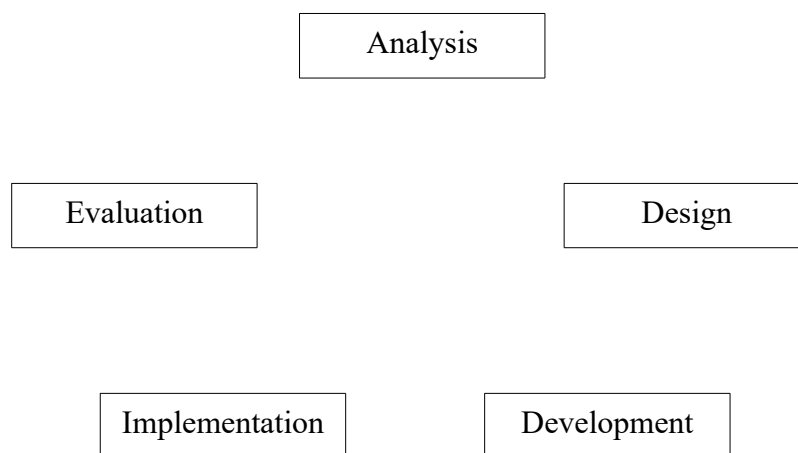 Analysis
Evaluation
Design
Implementation
Development